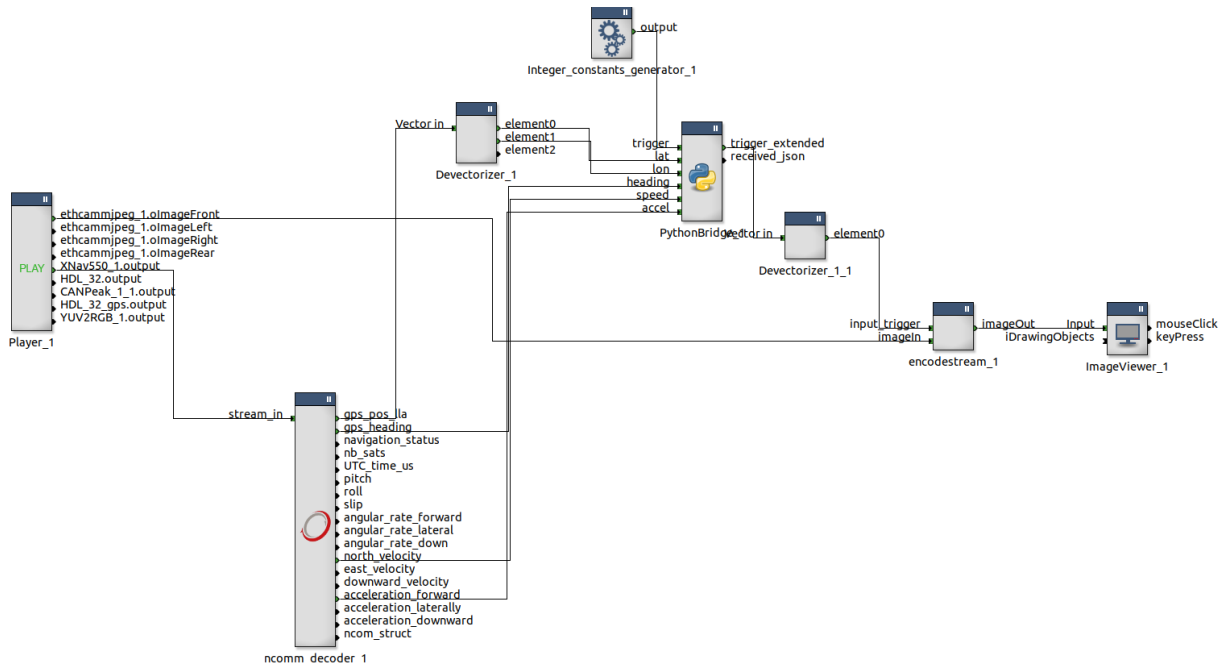 output
Integer_constants_generator_1
Vector in
element0
element1
element2
Devectorizer_1
trigger
lat
lon
heading
speed
accel
trigger_extended
received_json
PythonBridge_1
Vector in
element0
Devectorizer_1_1
ethcammjpeg_1.oImageFront
ethcammjpeg_1.oImageLeft
ethcammjpeg_1.oImageRight
ethcammjpeg_1.oImageRear
XNav550_1.output
HDL_32.output
CANPeak_1_1.output
HDL_32_gps.output
YUV2RGB_1.output
PLAY
Player_1
input_trigger
imageIn
imageOut
encodestream_1
Input
iDrawingObjects
mouseClick
keyPress
ImageViewer_1
stream_in
gps_pos_lla
gps_heading
navigation_status
nb_sats
UTC_time_us
pitch
roll
slip
angular_rate_forward
angular_rate_lateral
angular_rate_down
north_velocity
east_velocity
downward_velocity
acceleration_forward
acceleration_laterally
acceleration_downward
ncom_struct
ncomm_decoder_1